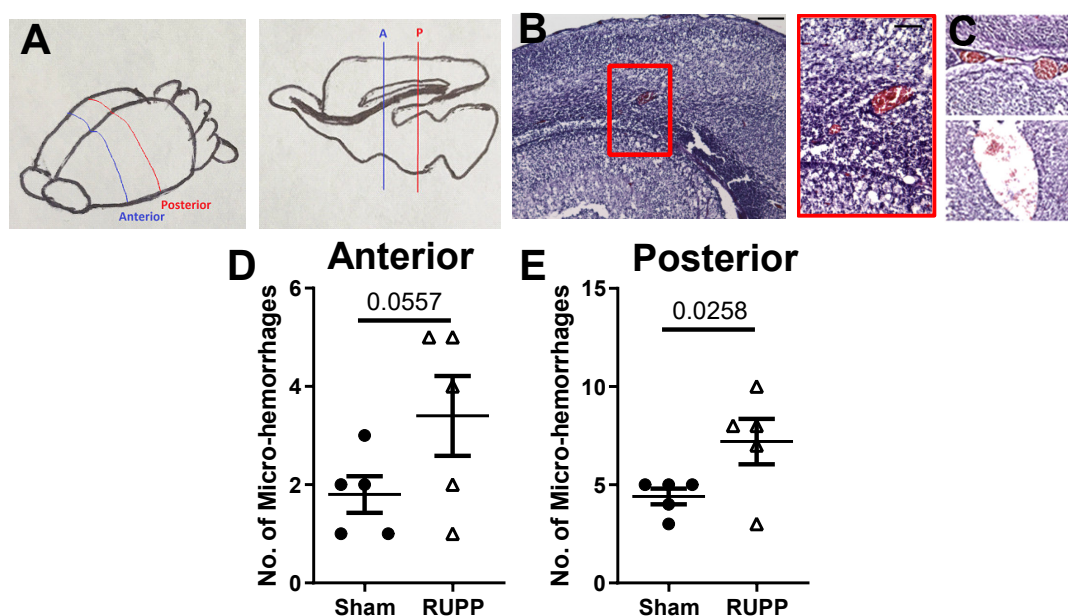 A
Anterior
Posterior
A P
B
C
D
Anterior
No. of Micro-hemorrhages
6
4
2
0
0.0557
Sham RUPP
E
Posterior
No. of Micro-hemorrhages
15
10
5
0
0.0258
Sham RUPP